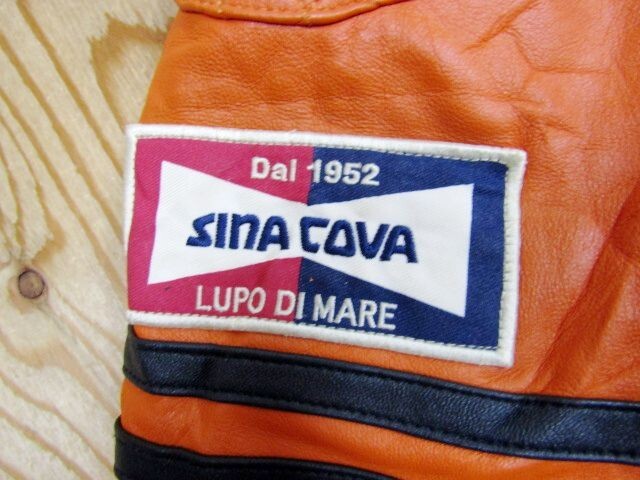 Dal 1952
SINA COVA
LUPO DI MARE